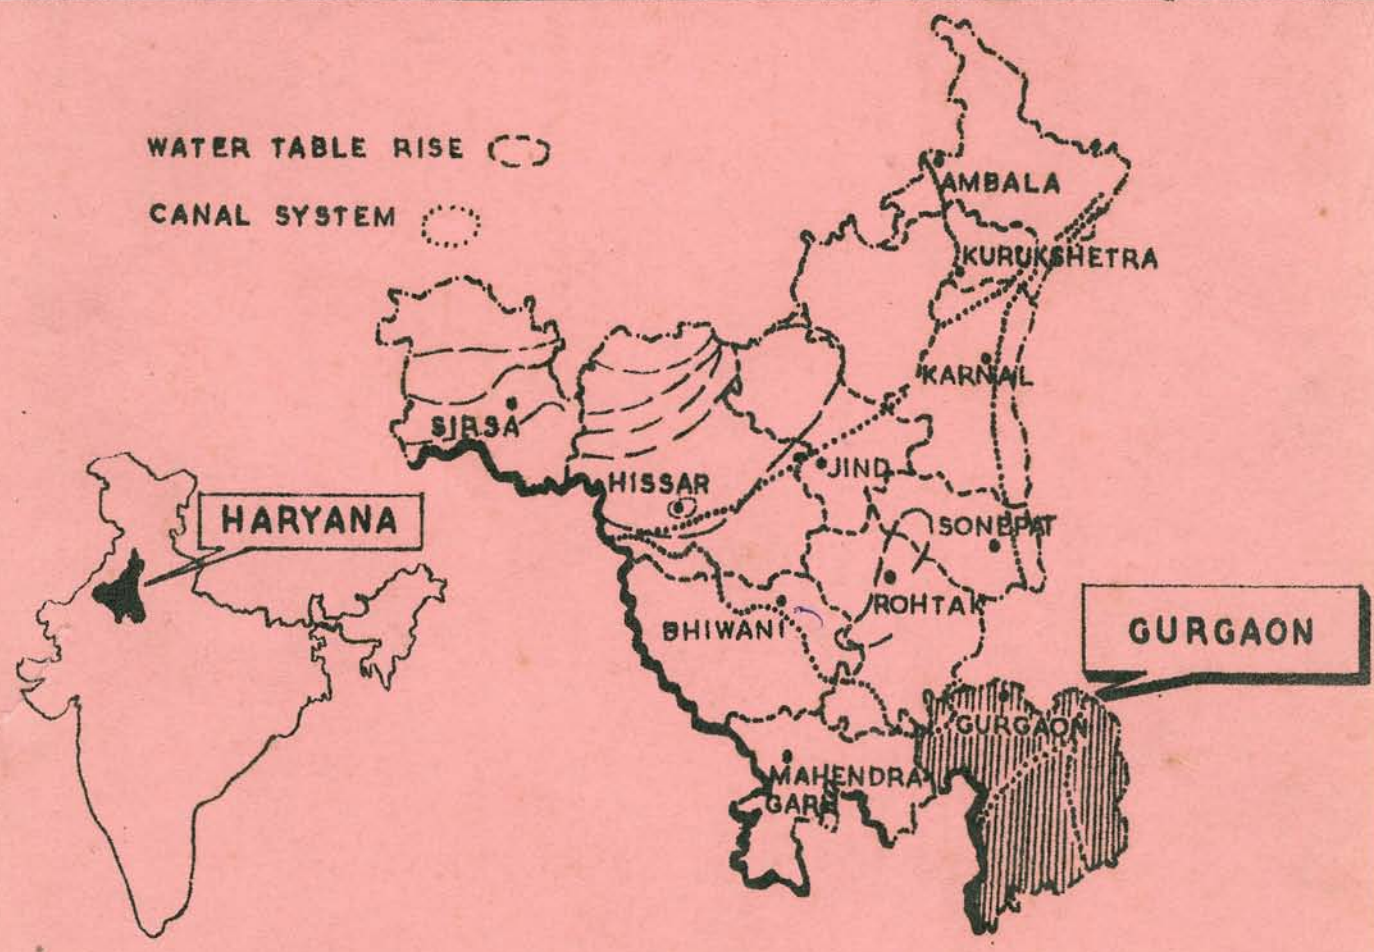 WATER TABLE RISE
CANAL SYSTEM
AMBALA
KURUKSHETRA
KARNAL
SIRSA
JIND
HISSAR
HARYANA
SONEPAT
ROHTAK
BHIWANI
GURGAON
GURGAON
MAHENDRA
GARH